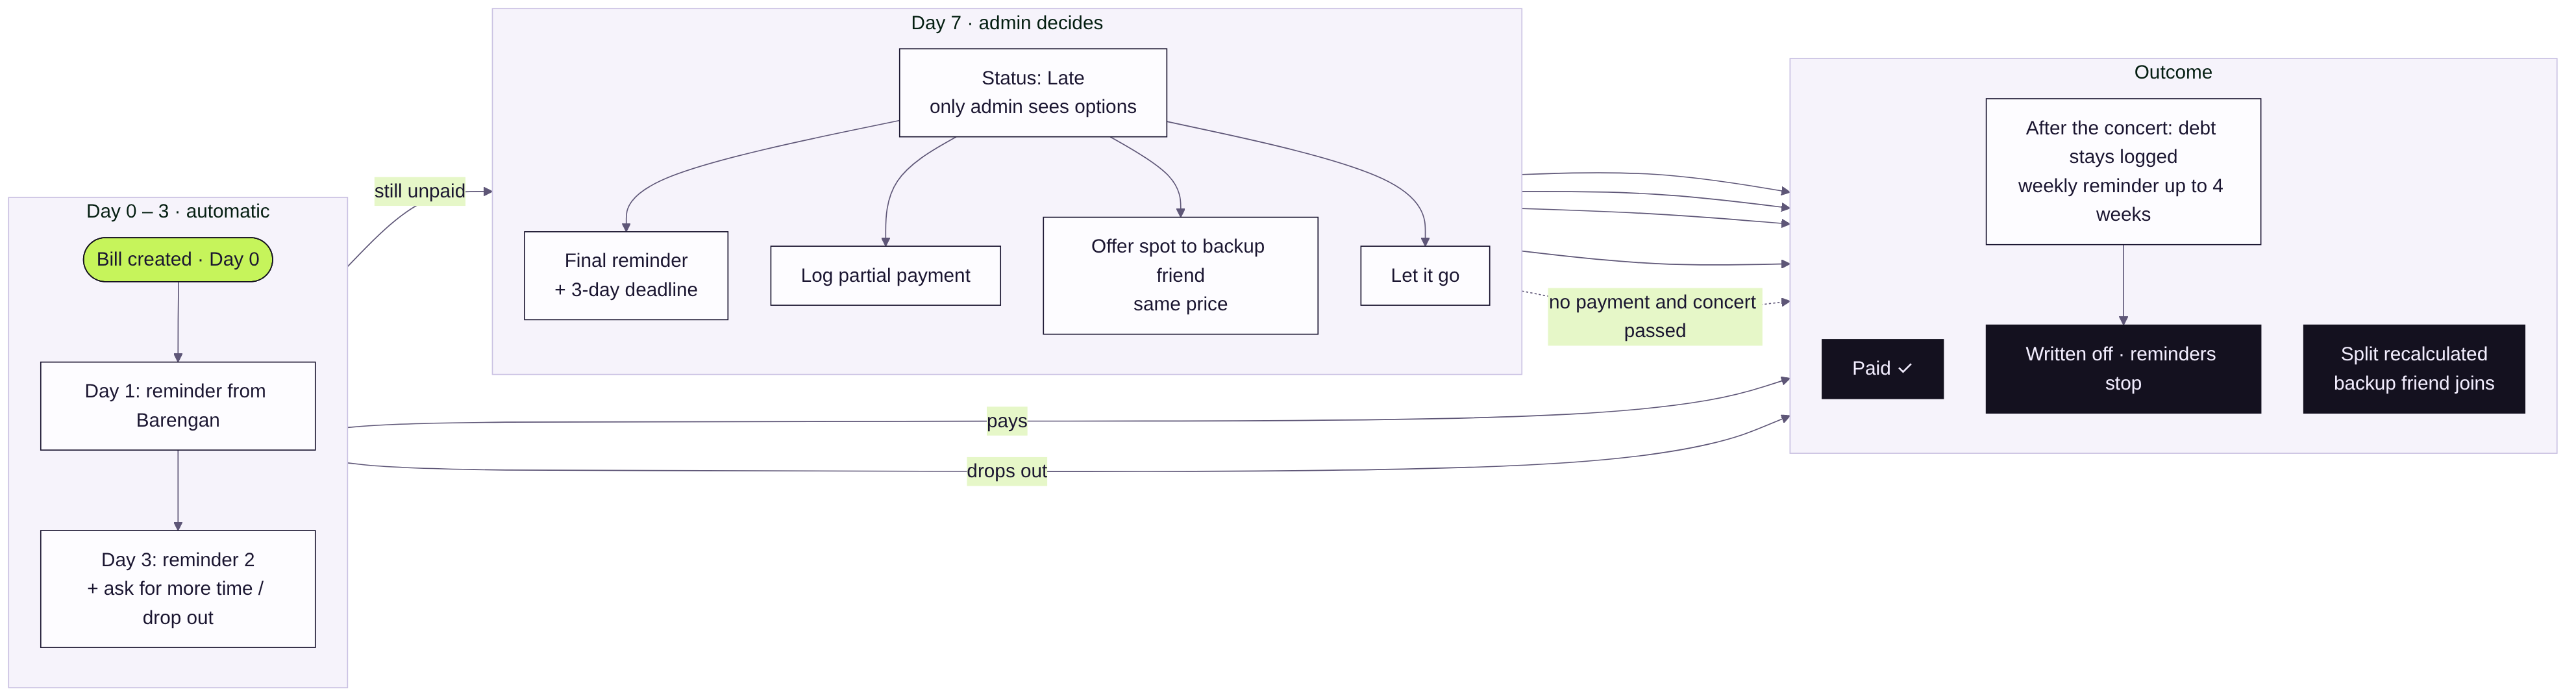 Day 0 – 3 · automatic
Bill created · Day 0
Day 1: reminder from
Barengan
Day 3: reminder 2
+ ask for more time /
drop out
still unpaid
Day 7 · admin decides
Status: Late
only admin sees options
Final reminder
+ 3-day deadline
Log partial payment
Offer spot to backup
friend
same price
Let it go
no payment and concert
passed
pays
drops out
Outcome
After the concert: debt
stays logged
weekly reminder up to 4
weeks
Paid ✓
Written off · reminders
stop
Split recalculated
backup friend joins